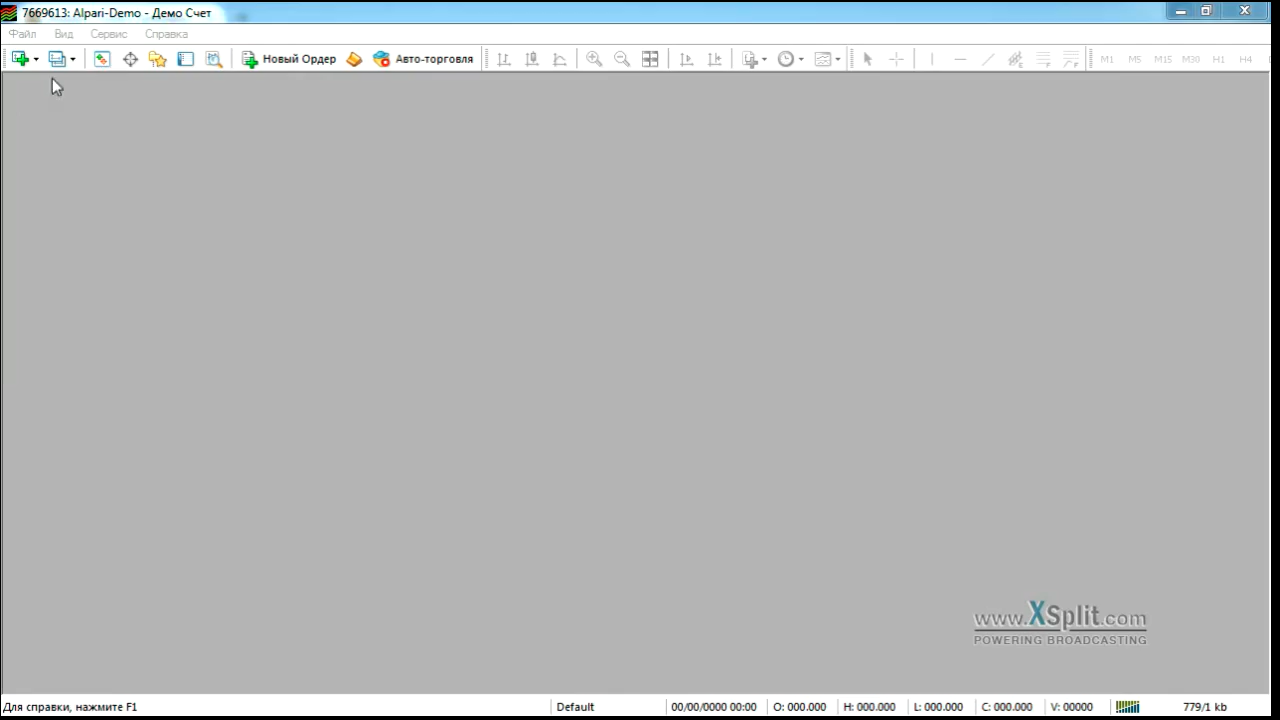 7669613: Alpari-Demo - Демо Счет
Файл Вид Сервис Справка
Новый Ордер Авто-торговля M1 M5 M15 M30 H1 H4
www.XSplit.com
POWERING BROADCASTING
Для справки, нажмите F1 Default 00/00/0000 00:00 O: 000.000 H: 000.000 L: 000.000 C: 000.000 V: 00000 779/1 kb